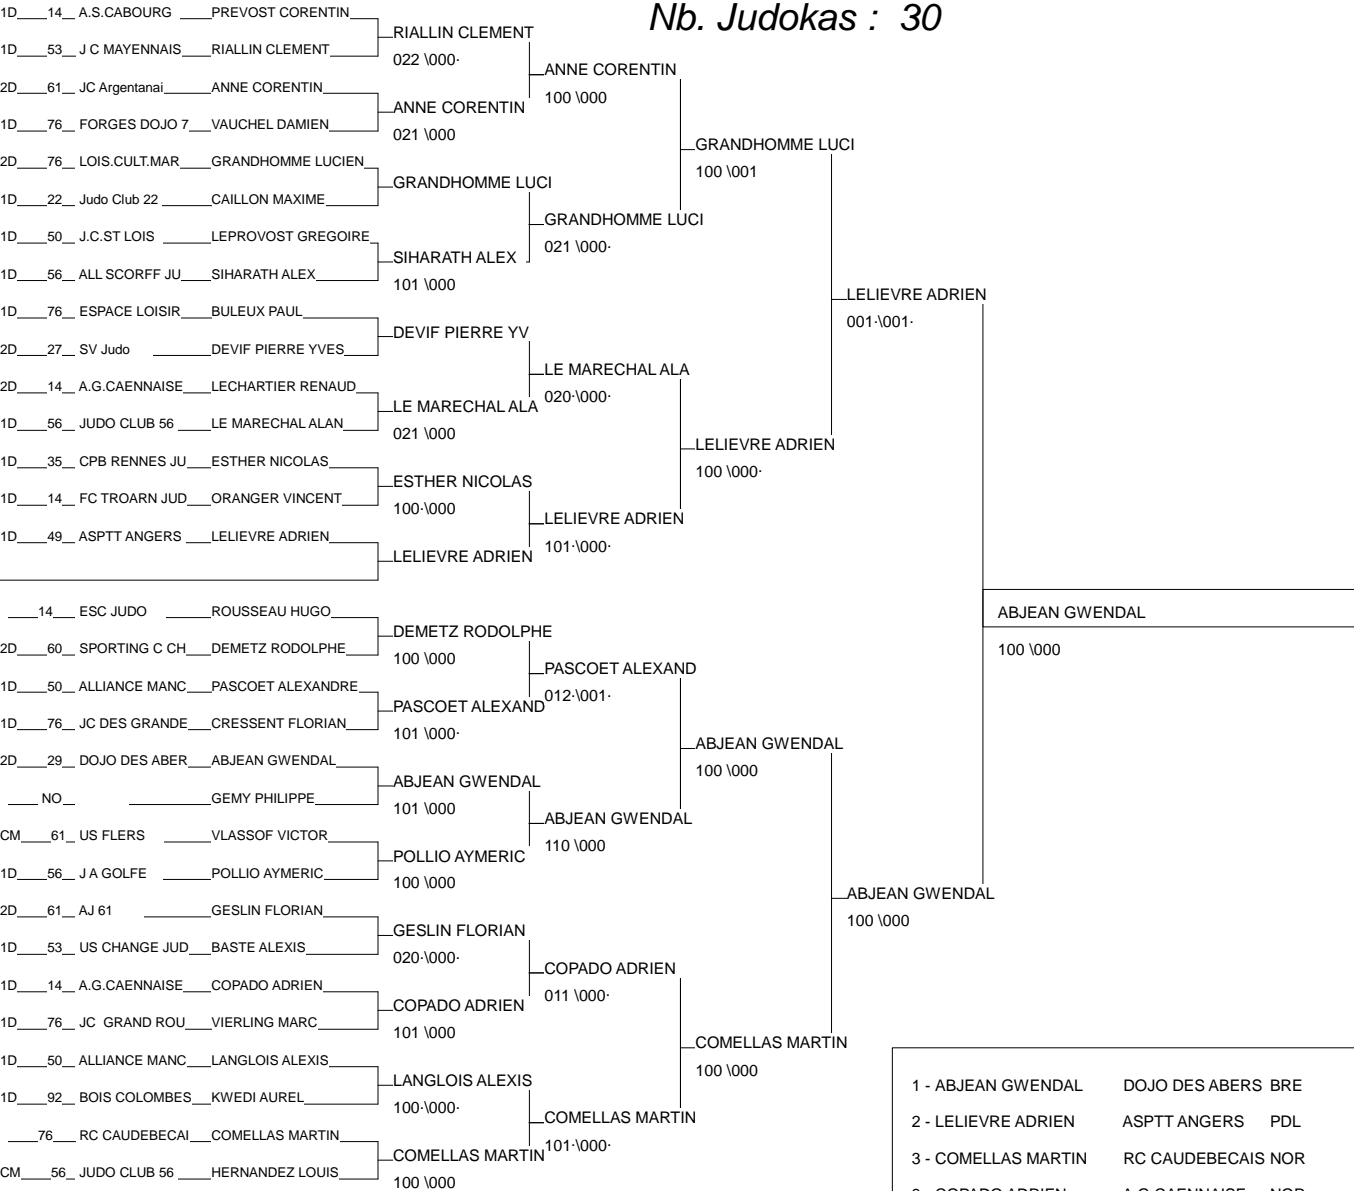 Nb. Judokas : 30
1D 14 A.S.CABOURG PREVOST CORENTIN
1D 53 J C MAYENNAIS RIALLIN CLEMENT
2D 61 JC Argentanai ANNE CORENTIN
1D 76 FORGES DOJO 7 VAUCHEL DAMIEN
2D 76 LOIS.CULT.MAR GRANDHOMME LUCIEN
1D 22 Judo Club 22 CAILLON MAXIME
1D 50 J.C.ST LOIS LEPROVOST GREGOIRE
1D 56 ALL SCORFF JU SIHARATH ALEX
1D 76 ESPACE LOISIR BULEUX PAUL
2D 27 SV Judo DEVIF PIERRE YVES
2D 14 A.G.CAENNAISE LECHARTIER RENAUD
1D 56 JUDO CLUB 56 LE MARECHAL ALAN
1D 35 CPB RENNES JU ESTHER NICOLAS
1D 14 FC TROARN JUD ORANGER VINCENT
1D 49 ASPTT ANGERS LELIEVRE ADRIEN
14 ESC JUDO ROUSSEAU HUGO
2D 60 SPORTING C CH DEMETZ RODOLPHE
1D 50 ALLIANCE MANC PASCOET ALEXANDRE
1D 76 JC DES GRANDE CRESSENT FLORIAN
2D 29 DOJO DES ABER ABJEAN GWENDAL
NO GEMY PHILIPPE
CM 61 US FLERS VLASSOF VICTOR
1D 56 J A GOLFE POLLIO AYMERIC
2D 61 AJ 61 GESLIN FLORIAN
1D 53 US CHANGE JUD BASTE ALEXIS
1D 14 A.G.CAENNAISE COPADO ADRIEN
1D 76 JC GRAND ROU VIERLING MARC
1D 50 ALLIANCE MANC LANGLOIS ALEXIS
1D 92 BOIS COLOMBES KWEDI AUREL
76 RC CAUDEBECAI COMELLAS MARTIN
CM 56 JUDO CLUB 56 HERNANDEZ LOUIS
RIALLIN CLEMENT
022 \000·
ANNE CORENTIN
021 \000
GRANDHOMME LUCI
SIHARATH ALEX
101 \000
DEVIF PIERRE YV
LE MARECHAL ALA
021 \000
ESTHER NICOLAS
100·\000
LELIEVRE ADRIEN
DEMETZ RODOLPHE
100 \000
PASCOET ALEXAND
101 \000·
ABJEAN GWENDAL
101 \000
POLLIO AYMERIC
100 \000
GESLIN FLORIAN
020·\000·
COPADO ADRIEN
101 \000
LANGLOIS ALEXIS
100·\000·
COMELLAS MARTIN
100 \000
ANNE CORENTIN
100 \000
GRANDHOMME LUCI
021 \000·
LE MARECHAL ALA
020·\000·
LELIEVRE ADRIEN
101·\000·
PASCOET ALEXAND
012·\001·
ABJEAN GWENDAL
110 \000
COPADO ADRIEN
011 \000·
COMELLAS MARTIN
101·\000·
GRANDHOMME LUCI
100 \001
LELIEVRE ADRIEN
100 \000·
ABJEAN GWENDAL
100 \000
COMELLAS MARTIN
100 \000
LELIEVRE ADRIEN
001·\001·
ABJEAN GWENDAL
100 \000
ABJEAN GWENDAL
100 \000
1 - ABJEAN GWENDAL DOJO DES ABERS BRE
2 - LELIEVRE ADRIEN ASPTT ANGERS PDL
3 - COMELLAS MARTIN RC CAUDEBECAIS NOR